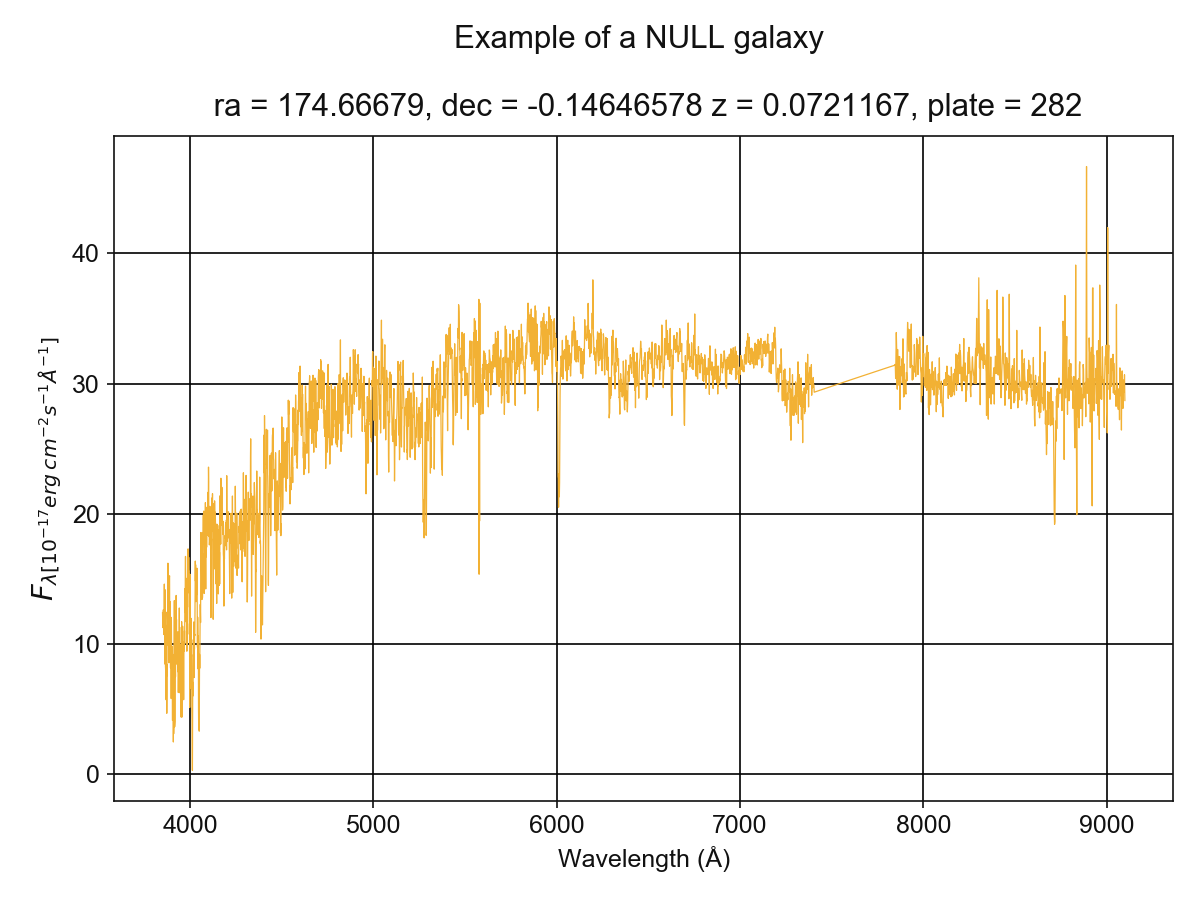 Example of a NULL galaxy
ra = 174.66679, dec = -0.14646578 z = 0.0721167, plate = 282
40
30
20
10
0
F_λ[10^{-17} erg cm^{-2} s^{-1} Å^{-1}]
4000 5000 6000 7000 8000 9000
Wavelength (Å)